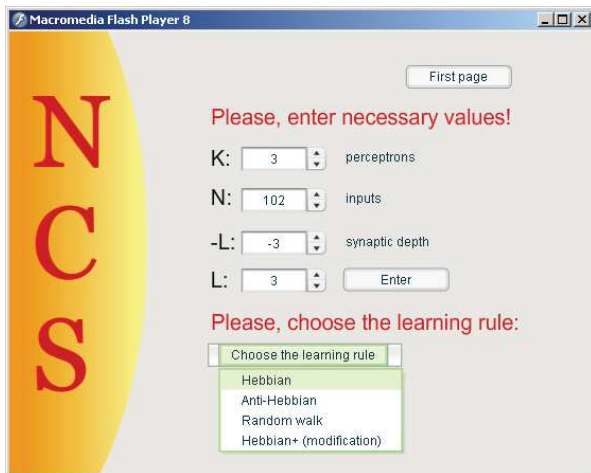 Macromedia Flash Player 8
First page
N
C
S
Please, enter necessary values!
K: 3 perceptrons
N: 102 inputs
-L: -3 synaptic depth
L: 3 Enter
Please, choose the learning rule:
Choose the learning rule
Hebbian
Anti-Hebbian
Random walk
Hebbian+ (modification)